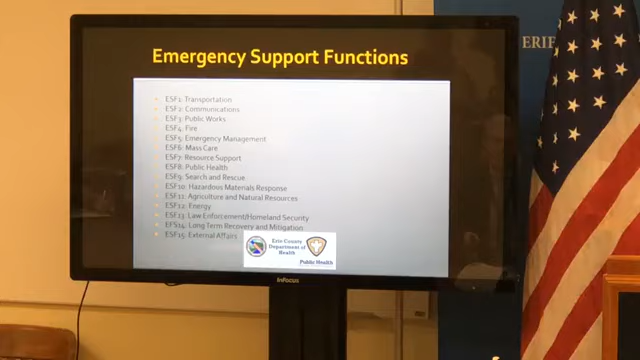 Emergency Support Functions
ERIE
ESF1: Transportation
ESF2: Communications
ESF3: Public Works
ESF4: Fire
ESF5: Emergency Management
ESF6: Mass Care
ESF7: Resource Support
ESF8: Public Health
ESF9: Search and Rescue
ESF10: Hazardous Materials Response
ESF11: Agriculture and Natural Resources
ESF12: Energy
ESF13: Law Enforcement/Homeland Security
EFS14: Long Term Recovery and Mitigation
ESF15: External Affairs
Erie County
Department of
Health
Public Health
InFocus